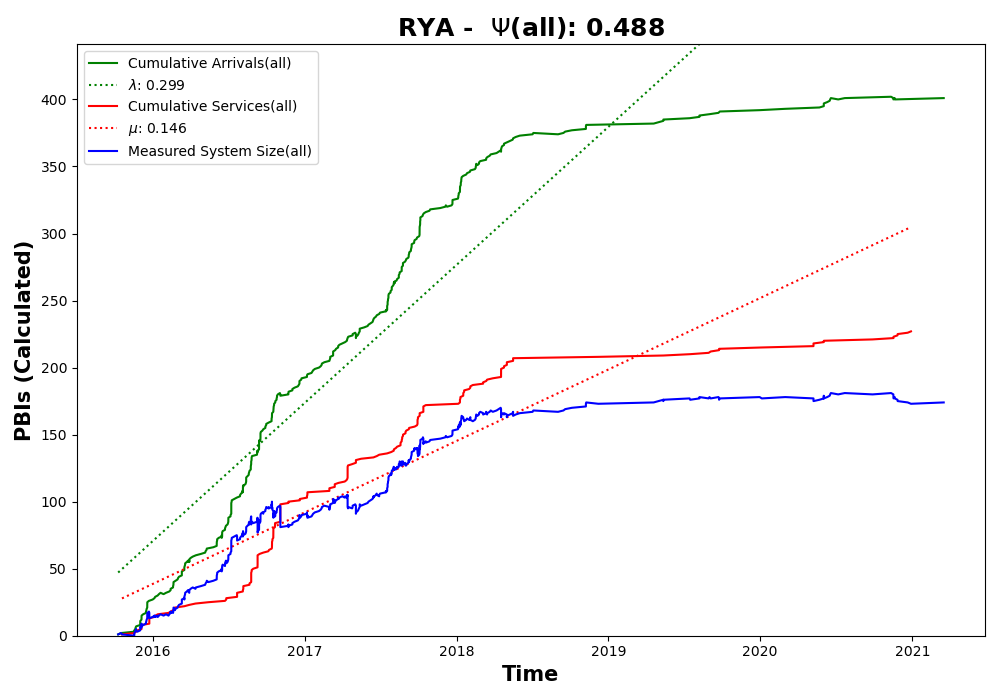 RYA - Ψ(all): 0.488
Cumulative Arrivals(all)
λ: 0.299
Cumulative Services(all)
μ: 0.146
Measured System Size(all)
PBIs (Calculated)
400
350
300
250
200
150
100
50
0
2016 2017 2018 2019 2020 2021
Time